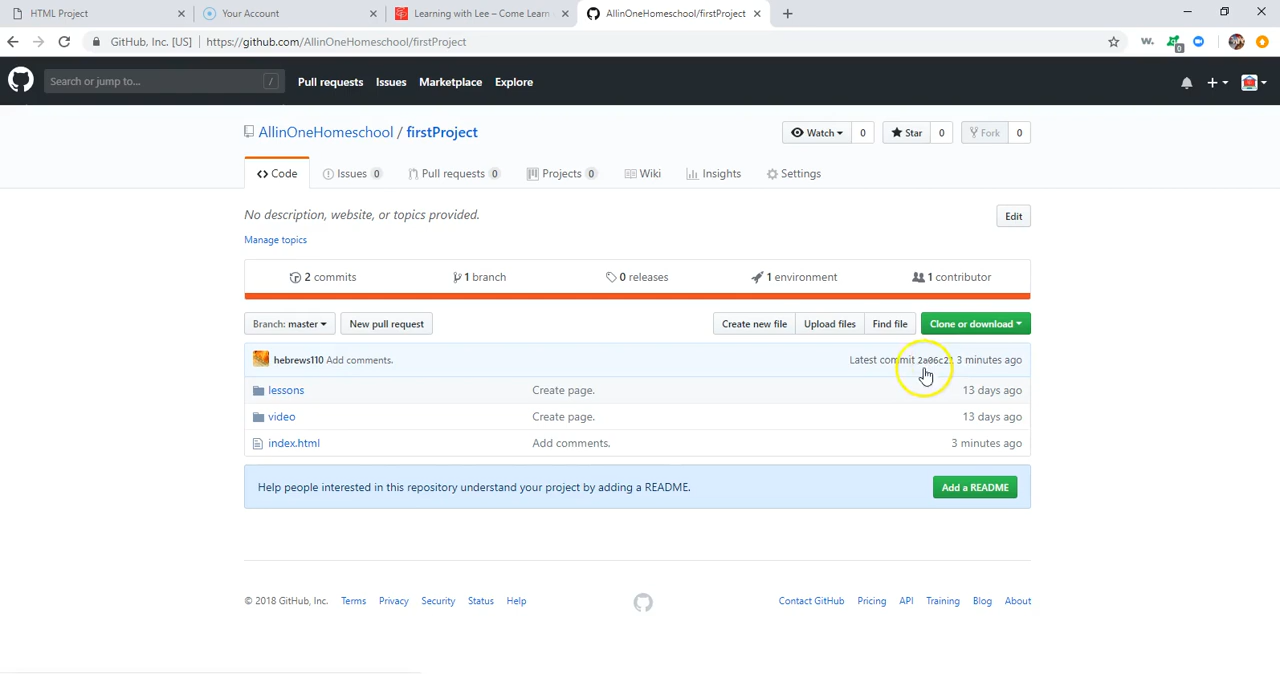 HTML Project
Your Account
Learning with Lee – Come Learn
AllinOneHomeschool/firstProject
GitHub, Inc. [US]
https://github.com/AllinOneHomeschool/firstProject
W.
0
Search or jump to...
/
Pull requests
Issues
Marketplace
Explore
AllinOneHomeschool / firstProject
Watch
0
Star
0
Fork
0
Code
Issues 0
Pull requests 0
Projects 0
Wiki
Insights
Settings
No description, website, or topics provided.
Edit
Manage topics
2 commits
1 branch
0 releases
1 environment
1 contributor
Branch: master
New pull request
Create new file
Upload files
Find file
Clone or download
hebrews110 Add comments.
Latest commit 3 minutes ago
lessons
Create page.
13 days ago
video
Create page.
13 days ago
index.html
Add comments.
3 minutes ago
Help people interested in this repository understand your project by adding a README.
Add a README
© 2018 GitHub, Inc.
Terms
Privacy
Security
Status
Help
Contact GitHub
Pricing
API
Training
Blog
About